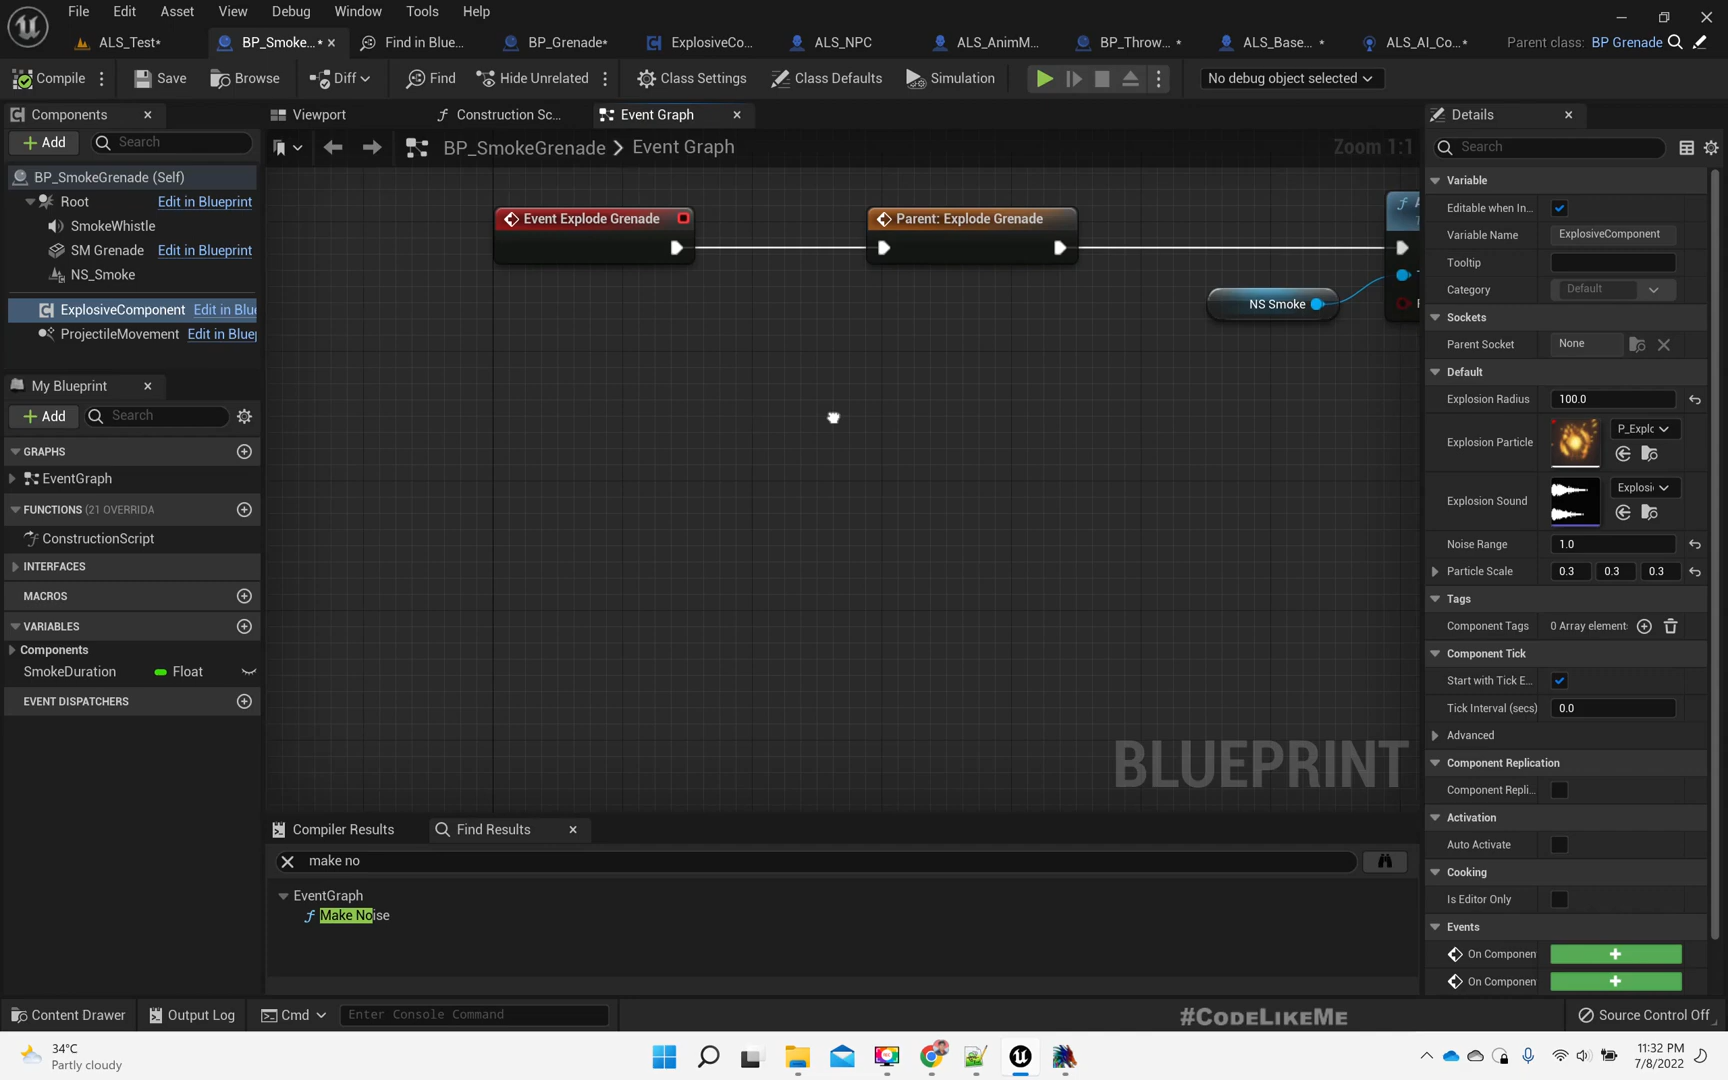 File Edit Asset View Debug Window Tools Help
ALS_Test* BP_Smoke...* Find in Blue... BP_Grenade* ExplosiveCo... ALS_NPC ALS_AnimM... BP_Throw... * ALS_Base... * ALS_AI_Co...* Parent class: BP Grenade
Compile Save Browse Diff Find Hide Unrelated Class Settings Class Defaults Simulation No debug object selected
Components Viewport Construction Sc... Event Graph Details
Add Search BP_SmokeGrenade > Event Graph Zoom 1:1 Search
BP_SmokeGrenade (Self)
Root Edit in Blueprint
SmokeWhistle
SM Grenade Edit in Blueprint
NS_Smoke
ExplosiveComponent Edit in Blue
ProjectileMovement Edit in Bluep
My Blueprint
Add Search
GRAPHS
EventGraph
FUNCTIONS (21 OVERRIDA
ConstructionScript
INTERFACES
MACROS
VARIABLES
Components
SmokeDuration Float
EVENT DISPATCHERS
Event Explode Grenade
Parent: Explode Grenade
NS Smoke
BLUEPRINT
Compiler Results Find Results
make no
EventGraph
Make Noise
Variable
Editable when In...
Variable Name ExplosiveComponent
Tooltip
Category Default
Sockets
Parent Socket None
Default
Explosion Radius 100.0
Explosion Particle P_Explo
Explosion Sound Explosi
Noise Range 1.0
Particle Scale 0.3 0.3 0.3
Tags
Component Tags 0 Array element
Component Tick
Start with Tick E...
Tick Interval (secs) 0.0
Advanced
Component Replication
Component Repli...
Activation
Auto Activate
Cooking
Is Editor Only
Events
On Componen
On Componen
Content Drawer Output Log Cmd Enter Console Command #CODELIKEME Source Control Off
34°C
Partly cloudy
11:32 PM
7/8/2022